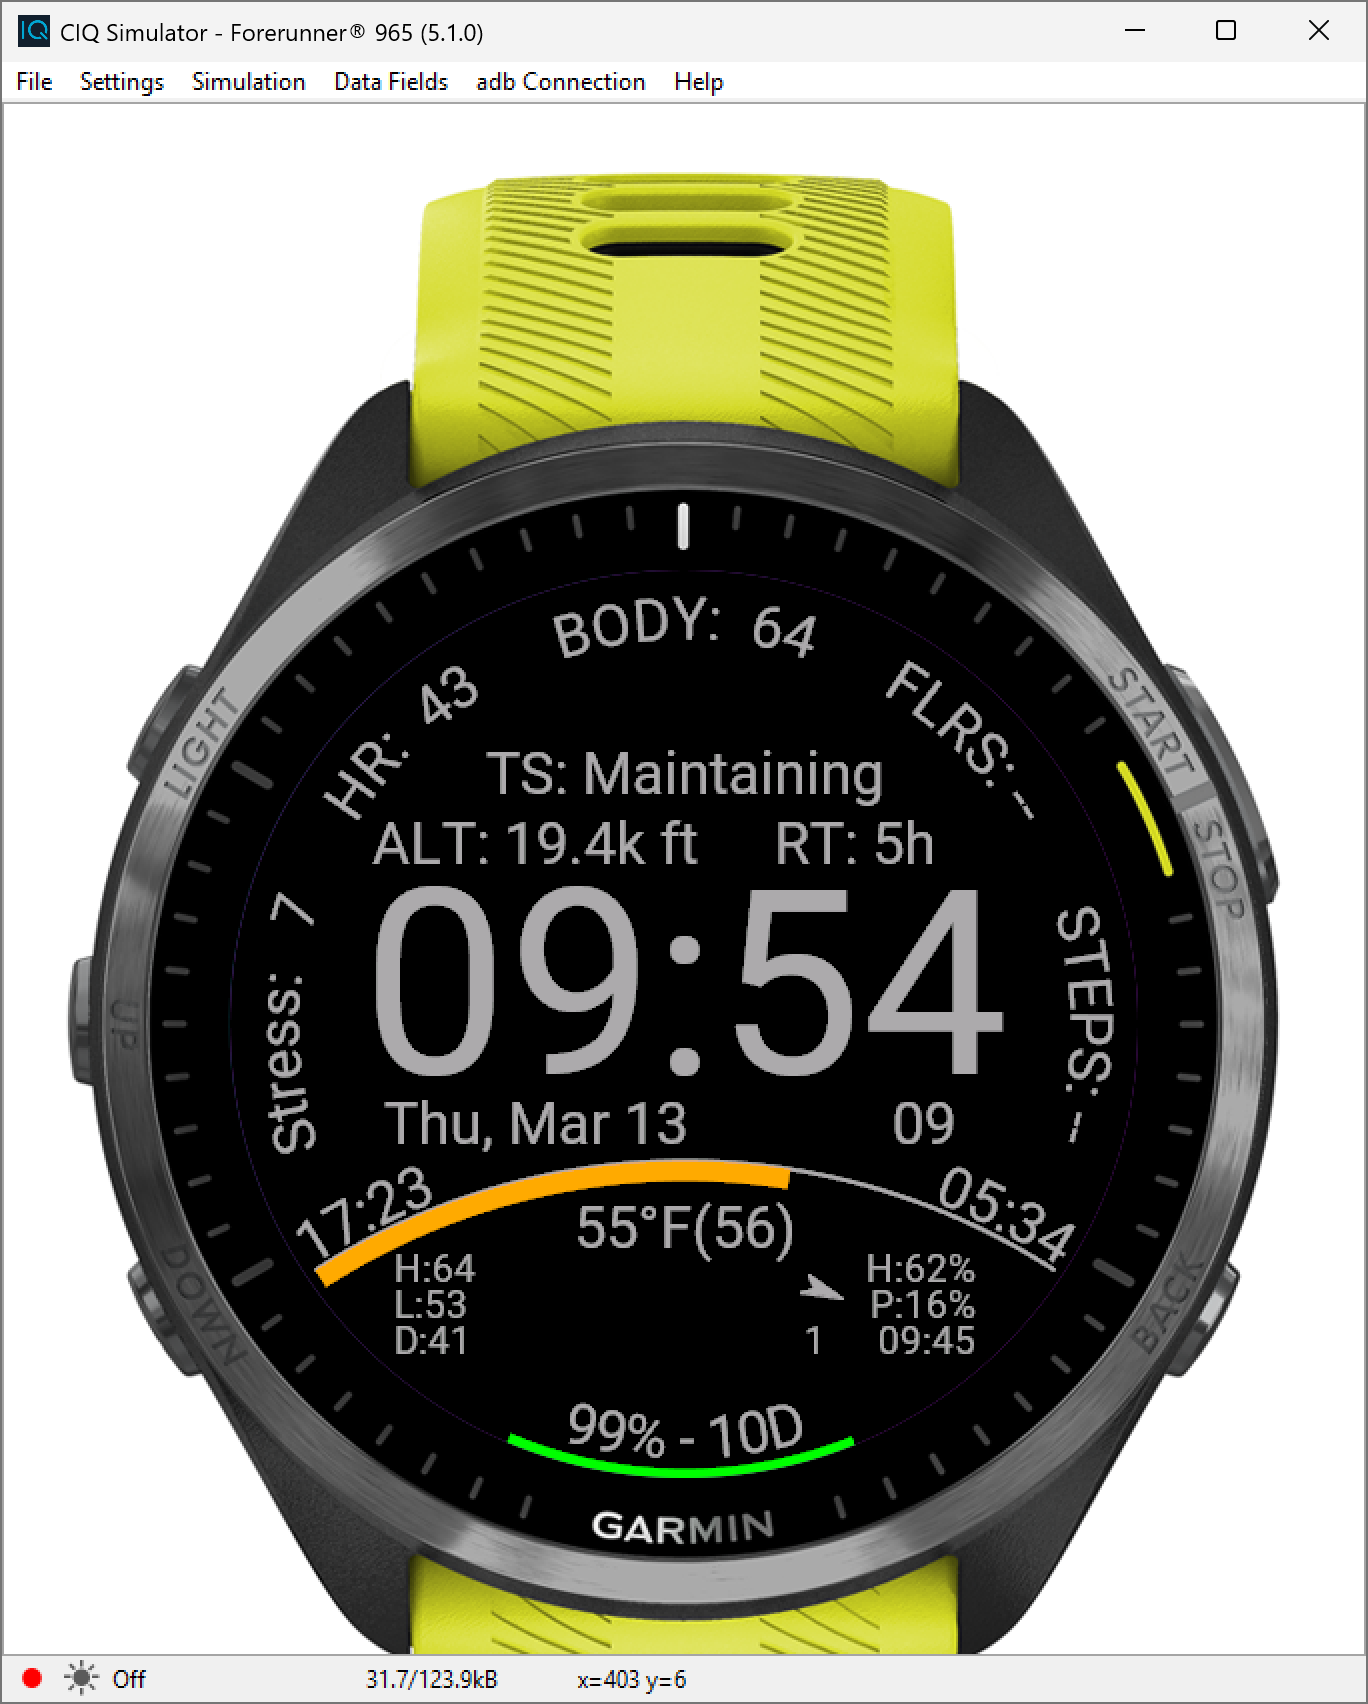 CIQ Simulator - Forerunner® 965 (5.1.0)
File Settings Simulation Data Fields adb Connection Help
BODY: 64
HR: 43
FLRS: --
LIGHT
START
STOP
TS: Maintaining
ALT: 19.4k ft RT: 5h
Stress: 7
09:54
STEPS: --
UP
Thu, Mar 13 09
17:23
05:34
55°F(56)
H:64
L:53
D:41
H:62%
P:16%
1 09:45
DOWN
BACK
99% - 10D
GARMIN
Off 31.7/123.9kB x=403 y=6